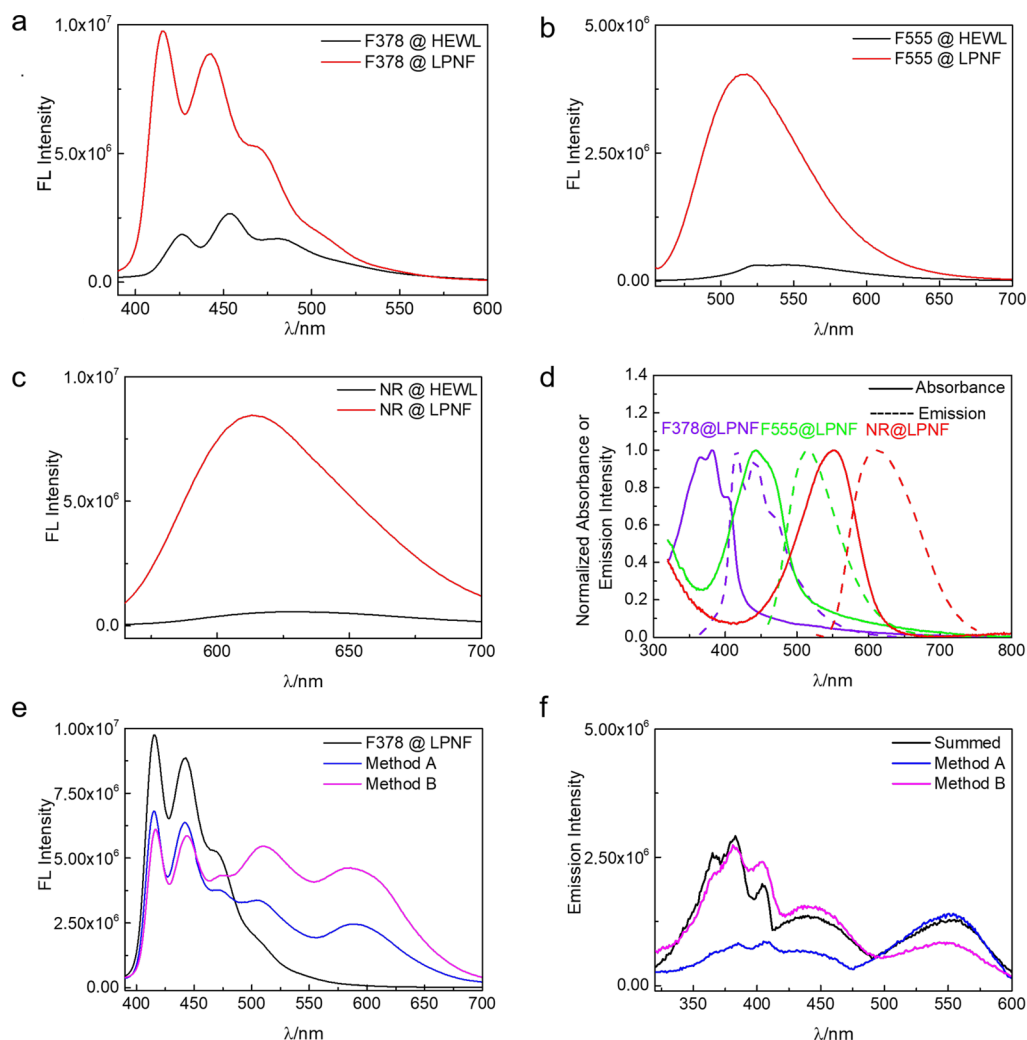 a
1.0x10⁷
F378 @ HEWL
F378 @ LPNF
FL Intensity
5.0x10⁶
0.0
400 450 500 550 600
λ/nm
b
5.00x10⁶
F555 @ HEWL
F555 @ LPNF
FL Intensity
2.50x10⁶
0.00
500 550 600 650 700
λ/nm
c
1.0x10⁷
NR @ HEWL
NR @ LPNF
FL Intensity
5.0x10⁶
0.0
600 650 700
λ/nm
d
1.4
Absorbance
1.2
Emission
F378@LPNF F555@LPNF NR@LPNF
Normalized Absorbance or
Emission Intensity
1.0
0.8
0.6
0.4
0.2
0.0
300 400 500 600 700 800
λ/nm
e
1.00x10⁷
F378 @ LPNF
Method A
Method B
FL Intensity
7.50x10⁶
5.00x10⁶
2.50x10⁶
0.00
400 450 500 550 600 650 700
λ/nm
f
5.00x10⁶
Summed
Method A
Method B
Emission Intensity
2.50x10⁶
0.00
350 400 450 500 550 600
λ/nm